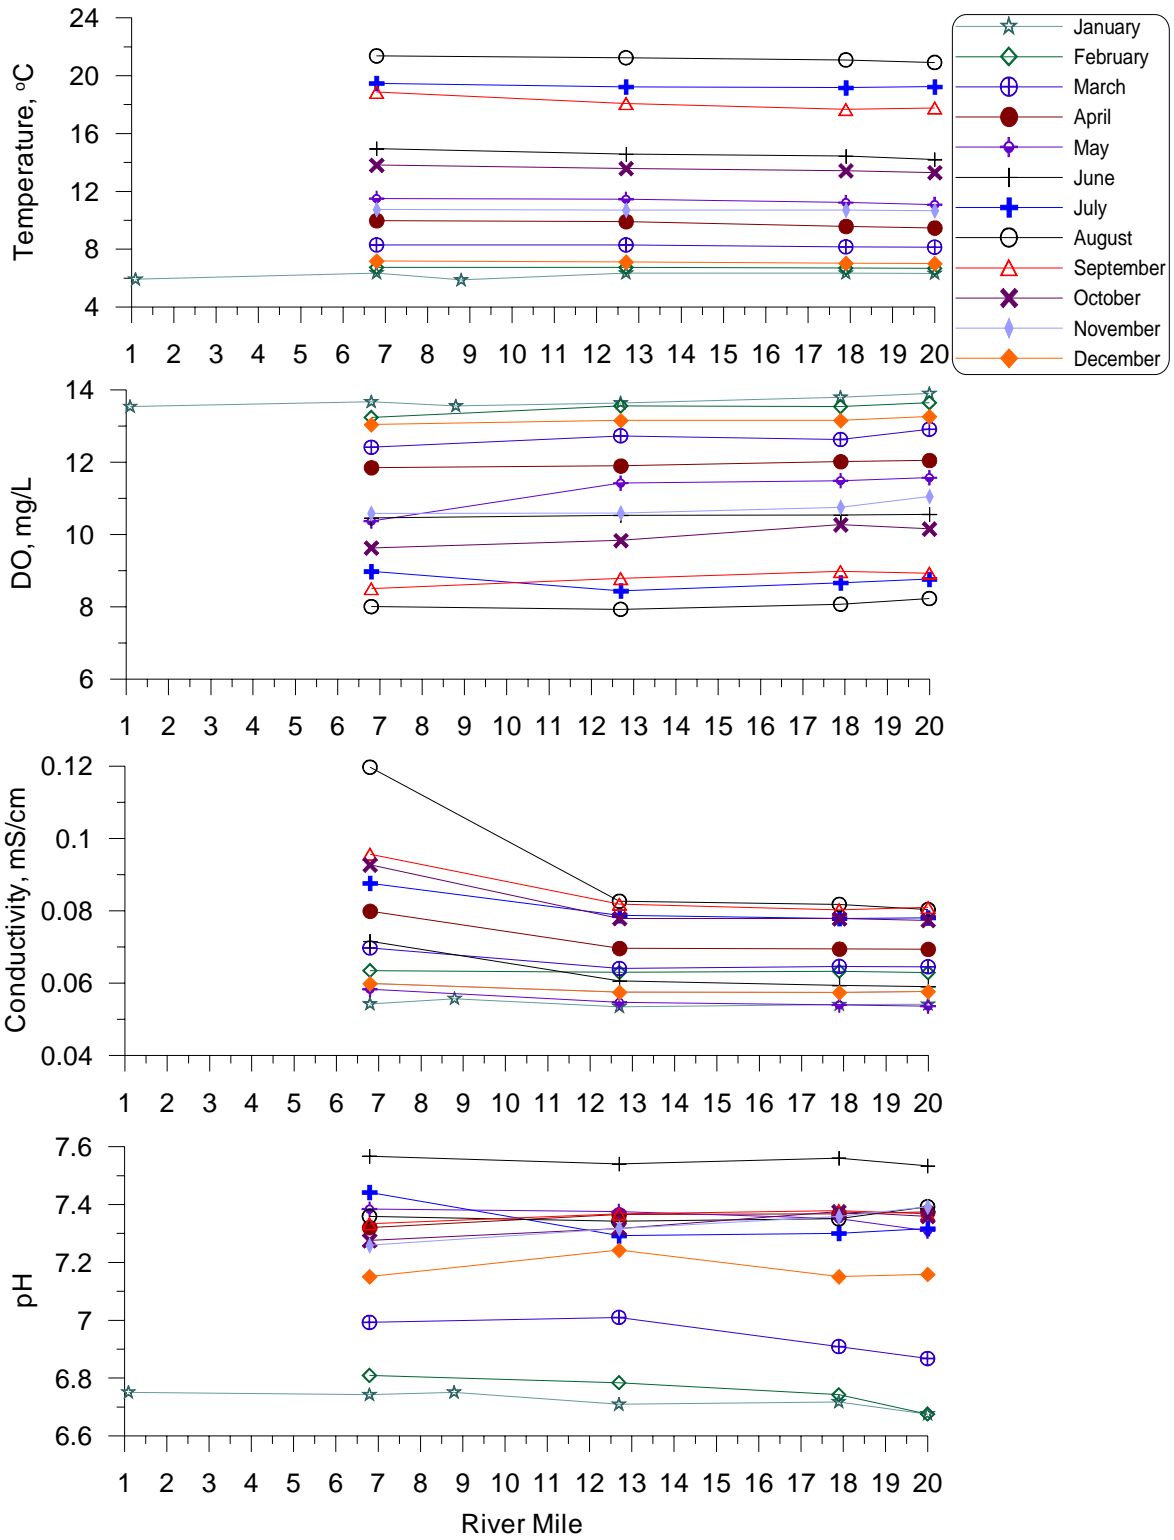 24
20
16
12
8
4
Temperature, ºC
1 2 3 4 5 6 7 8 9 10 11 12 13 14 15 16 17 18 19 20
January
February
March
April
May
June
July
August
September
October
November
December
14
12
10
8
6
DO, mg/L
1 2 3 4 5 6 7 8 9 10 11 12 13 14 15 16 17 18 19 20
0.12
0.1
0.08
0.06
0.04
Conductivity, mS/cm
1 2 3 4 5 6 7 8 9 10 11 12 13 14 15 16 17 18 19 20
7.6
7.4
7.2
7
6.8
6.6
pH
1 2 3 4 5 6 7 8 9 10 11 12 13 14 15 16 17 18 19 20
River Mile